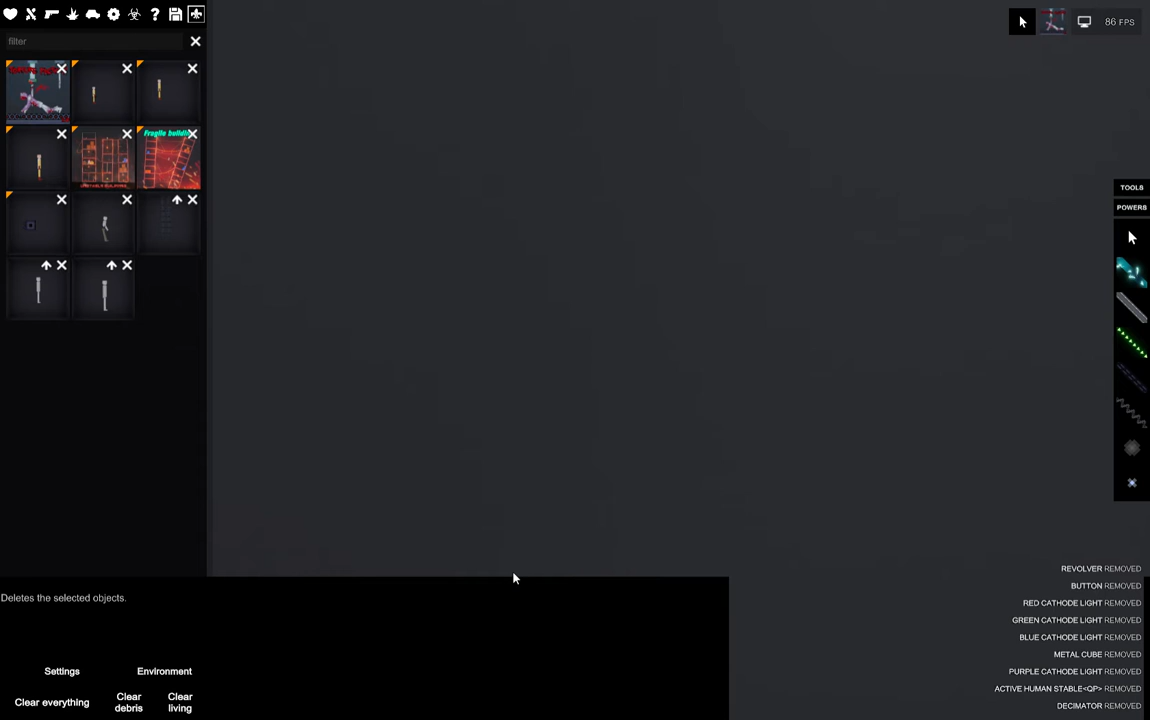 86 FPS
filter
Fragile buildin
TOOLS
POWERS
Deletes the selected objects.
Settings
Environment
Clear everything
Clear
debris
Clear
living
REVOLVER REMOVED
BUTTON REMOVED
RED CATHODE LIGHT REMOVED
GREEN CATHODE LIGHT REMOVED
BLUE CATHODE LIGHT REMOVED
METAL CUBE REMOVED
PURPLE CATHODE LIGHT REMOVED
ACTIVE HUMAN STABLE<QP> REMOVED
DECIMATOR REMOVED